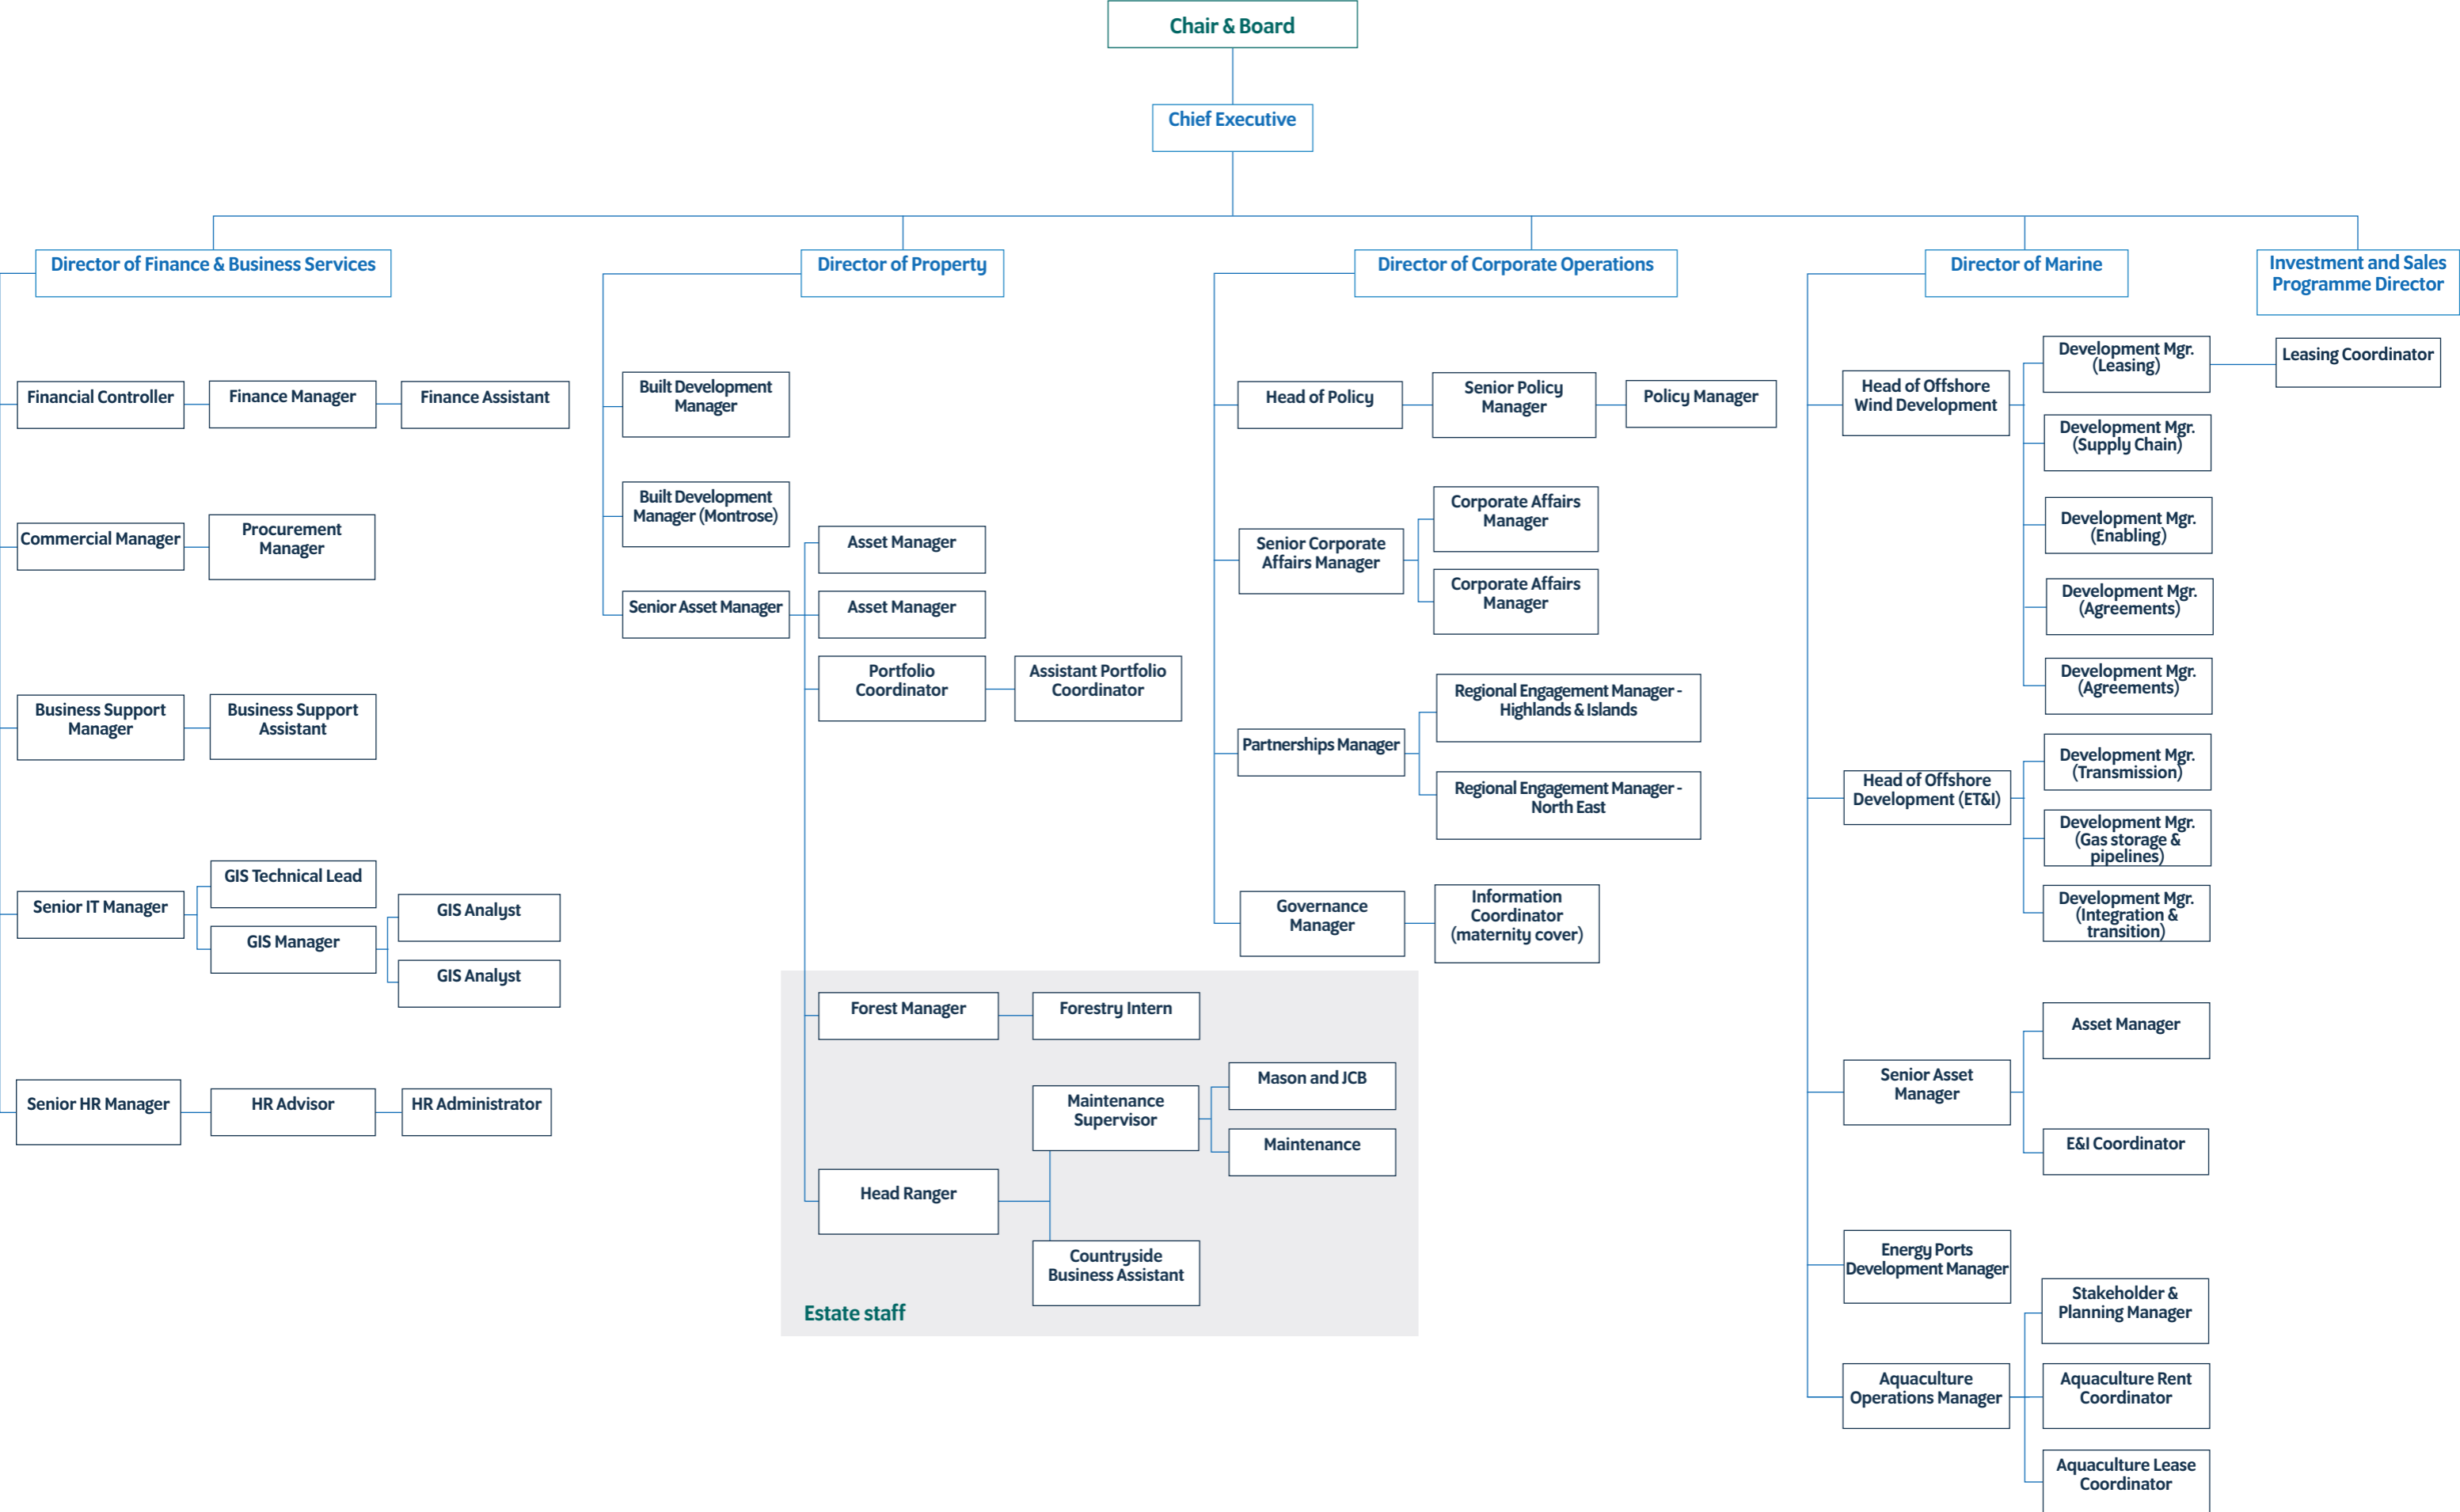 Chair & Board
Chief Executive
Director of Finance & Business Services
Financial Controller
Finance Manager
Finance Assistant
Commercial Manager
Procurement
Manager
Business Support
Manager
Business Support
Assistant
Senior IT Manager
GIS Technical Lead
GIS Manager
GIS Analyst
GIS Analyst
Senior HR Manager
HR Advisor
HR Administrator
Director of Property
Built Development
Manager
Built Development
Manager (Montrose)
Senior Asset Manager
Asset Manager
Asset Manager
Portfolio
Coordinator
Assistant Portfolio
Coordinator
Forest Manager
Forestry Intern
Head Ranger
Maintenance
Supervisor
Mason and JCB
Maintenance
Countryside
Business Assistant
Estate staff
Director of Corporate Operations
Head of Policy
Senior Policy
Manager
Policy Manager
Senior Corporate
Affairs Manager
Corporate Affairs
Manager
Corporate Affairs
Manager
Partnerships Manager
Regional Engagement Manager -
Highlands & Islands
Regional Engagement Manager -
North East
Governance
Manager
Information
Coordinator
(maternity cover)
Director of Marine
Head of Offshore
Wind Development
Development Mgr.
(Leasing)
Leasing Coordinator
Development Mgr.
(Supply Chain)
Development Mgr.
(Enabling)
Development Mgr.
(Agreements)
Development Mgr.
(Agreements)
Head of Offshore
Development (ET&I)
Development Mgr.
(Transmission)
Development Mgr.
(Gas storage &
pipelines)
Development Mgr.
(Integration &
transition)
Senior Asset
Manager
Asset Manager
E&I Coordinator
Energy Ports
Development Manager
Aquaculture
Operations Manager
Stakeholder &
Planning Manager
Aquaculture Rent
Coordinator
Aquaculture Lease
Coordinator
Investment and Sales
Programme Director